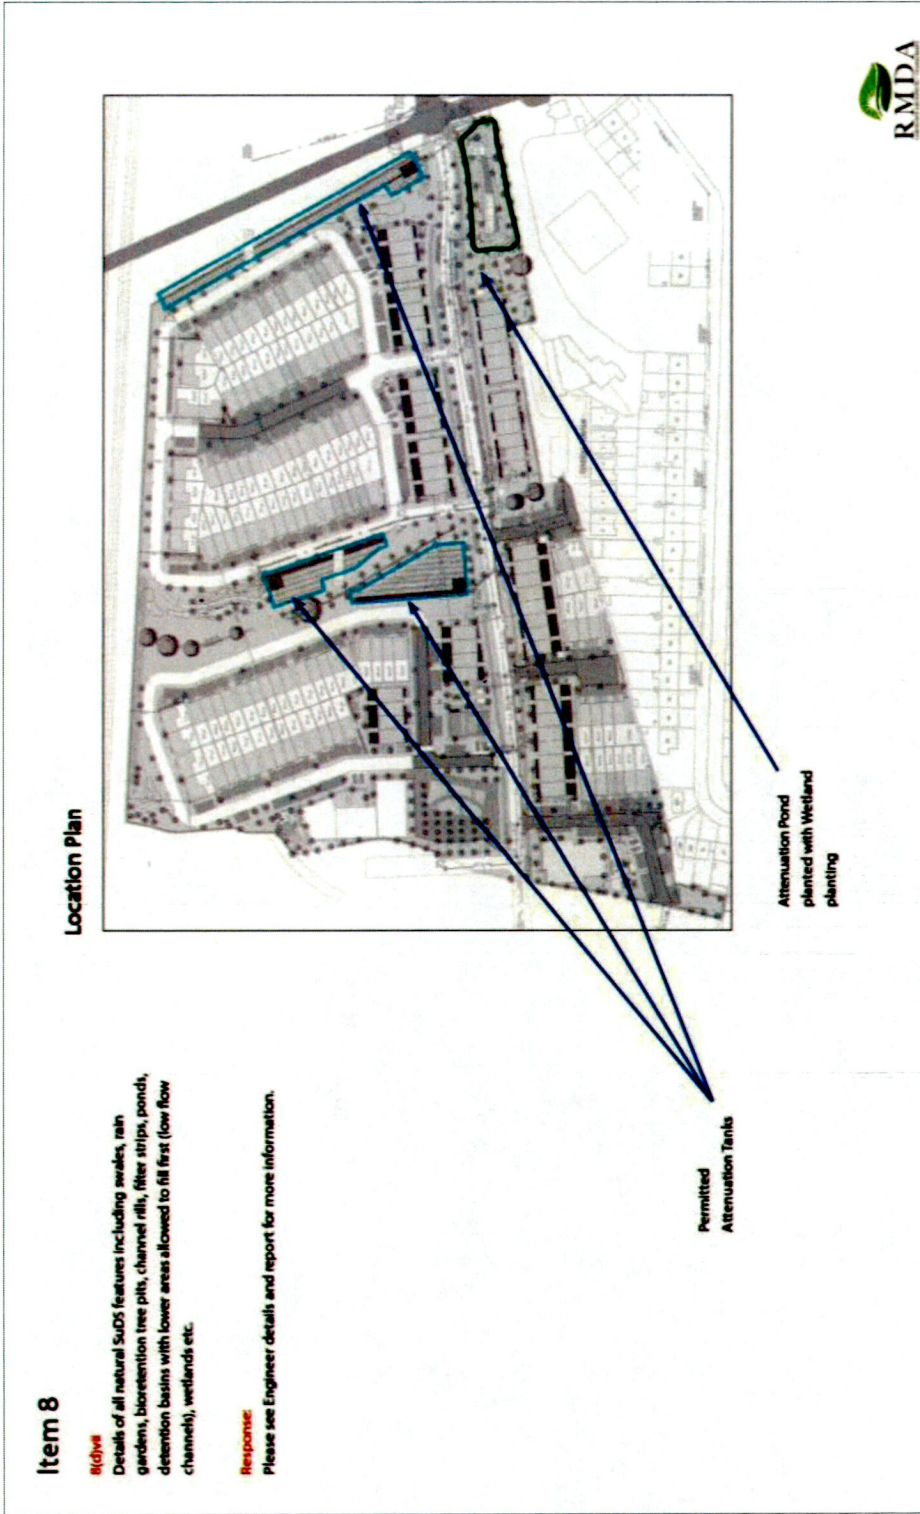 Item 8
8(d)vii
Details of all natural SuDS features including swales, rain
gardens, bioretention tree pits, channel rills, filter strips, ponds,
detention basins with lower areas allowed to fill first (low flow
channels), wetlands etc.
Response:
Please see Engineer details and report for more information.
Location Plan
Permitted
Attenuation Tanks
Attenuation Pond
planted with Wetland
planting
RMDA